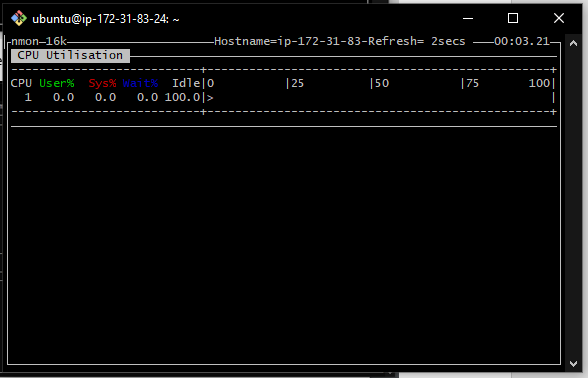 ubuntu@ip-172-31-83-24: ~
nmon—16k Hostname=ip-172-31-83-Refresh= 2secs 00:03.21
CPU Utilisation
---------------------------+-------------------------------------------------+
CPU User% Sys% Wait% Idle|0 |25 |50 |75 100|
1 0.0 0.0 0.0 100.0|>|
---------------------------+-------------------------------------------------+